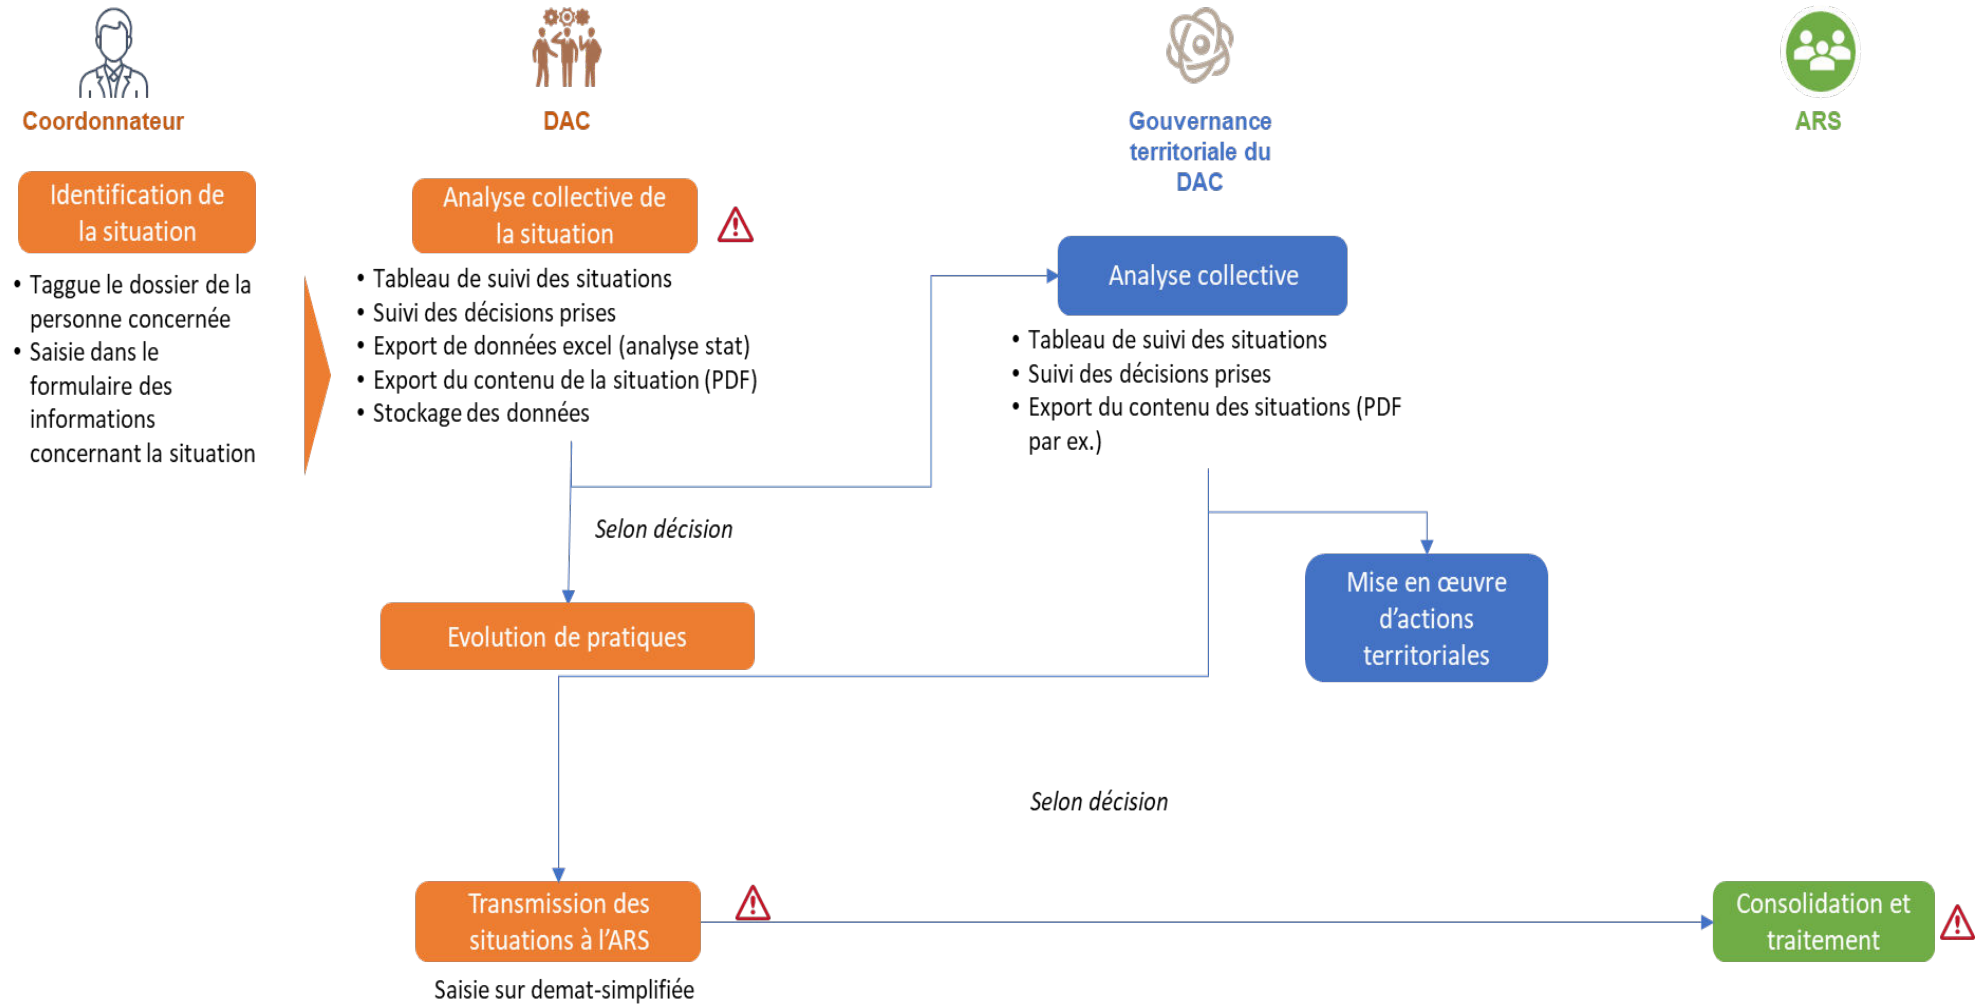 Coordonnateur
DAC
Gouvernance
territoriale du
DAC
ARS
Identification de
la situation
• Taggue le dossier de la
personne concernée
• Saisie dans le
formulaire des
informations
concernant la situation
Analyse collective de
la situation
• Tableau de suivi des situations
• Suivi des décisions prises
• Export de données excel (analyse stat)
• Export du contenu de la situation (PDF)
• Stockage des données
Analyse collective
• Tableau de suivi des situations
• Suivi des décisions prises
• Export du contenu des situations (PDF
par ex.)
Selon décision
Evolution de pratiques
Mise en œuvre
d’actions
territoriales
Selon décision
Transmission des
situations à l’ARS
Saisie sur demat-simplifiée
Consolidation et
traitement